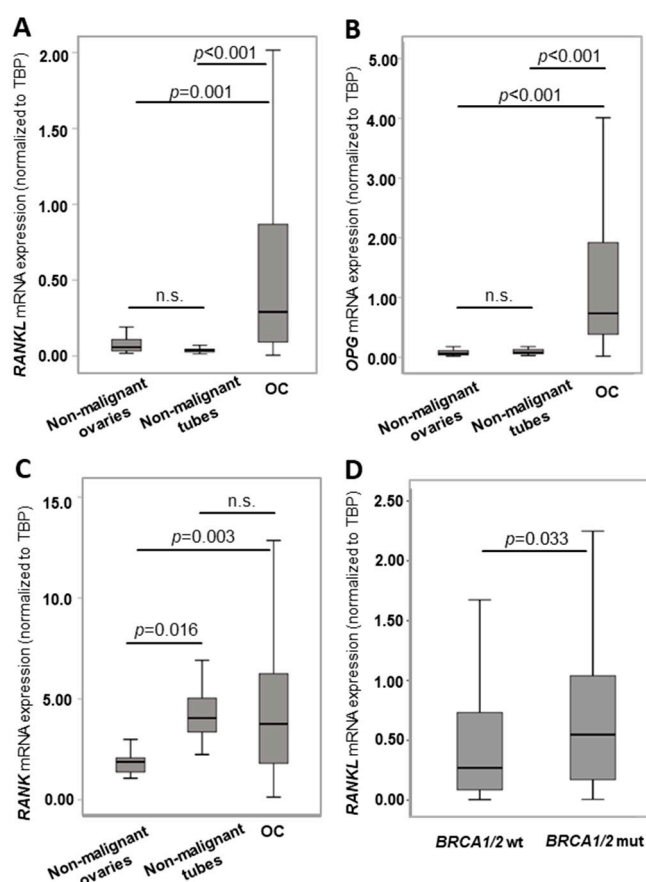 A
RANKL mRNA expression (normalized to TBP)
2.00
1.00
0.50
0.00
p<0.001
p=0.001
n.s.
Non-malignant
ovaries
Non-malignant
tubes
OC
B
OPG mRNA expression (normalized to TBP)
5.00
4.00
3.00
2.00
1.00
0.00
p<0.001
p<0.001
n.s.
Non-malignant
ovaries
Non-malignant
tubes
OC
C
RANK mRNA expression (normalized to TBP)
15.0
10.0
5.00
0.00
n.s.
p=0.003
p=0.016
Non-malignant
ovaries
Non-malignant
tubes
OC
D
RANKL mRNA expression (normalized to TBP)
2.50
2.00
1.50
1.00
0.50
0.00
p=0.033
BRCA1/2 wt
BRCA1/2 mut